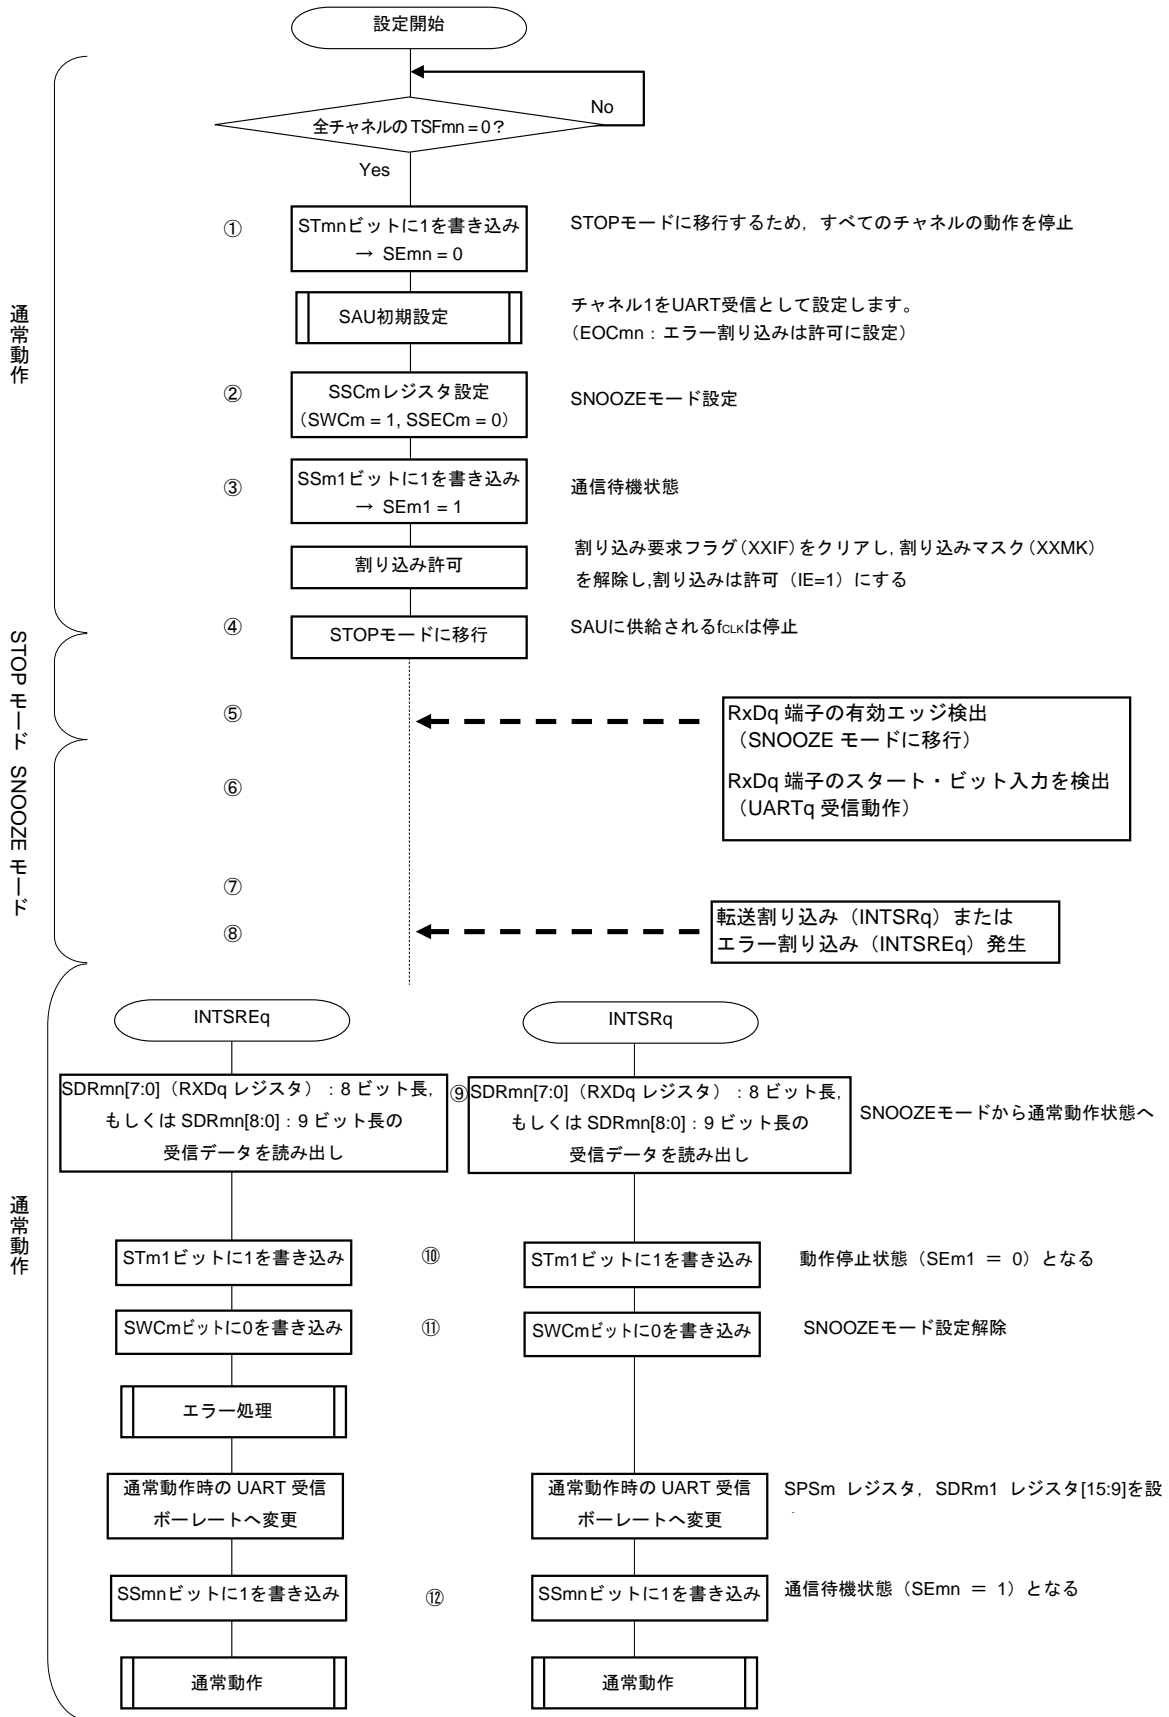 設定開始
No
全チャネルの TSFmn = 0？
Yes
通常動作
①
STmnビットに1を書き込み
→ SEmn = 0
STOPモードに移行するため，すべてのチャネルの動作を停止
SAU初期設定
チャネル1をUART受信として設定します。
（EOCmn：エラー割り込みは許可に設定）
②
SSCmレジスタ設定
（SWCm = 1, SSECm = 0）
SNOOZEモード設定
③
SSm1ビットに1を書き込み
→ SEm1 = 1
通信待機状態
割り込み許可
割り込み要求フラグ（XXIF）をクリアし，割り込みマスク（XXMK）
を解除し,割り込みは許可（IE=1）にする
④
STOPモードに移行
SAUに供給されるfCLKは停止
STOP モード
⑤
RxDq 端子の有効エッジ検出
（SNOOZE モードに移行）
SNOOZE モード
⑥
RxDq 端子のスタート・ビット入力を検出
（UARTq 受信動作）
⑦
⑧
転送割り込み（INTSRq）または
エラー割り込み（INTSREq）発生
通常動作
INTSREq
INTSRq
SDRmn[7:0]（RXDq レジスタ）：8 ビット長，
もしくは SDRmn[8:0]：9 ビット長の
受信データを読み出し
⑨
SDRmn[7:0]（RXDq レジスタ）：8 ビット長，
もしくは SDRmn[8:0]：9 ビット長の
受信データを読み出し
SNOOZEモードから通常動作状態へ
STm1ビットに1を書き込み
⑩
STm1ビットに1を書き込み
動作停止状態（SEm1 ＝ 0）となる
SWCmビットに0を書き込み
⑪
SWCmビットに0を書き込み
SNOOZEモード設定解除
エラー処理
通常動作時の UART 受信
ボーレートへ変更
通常動作時の UART 受信
ボーレートへ変更
SPSm レジスタ，SDRm1 レジスタ[15:9]を設
SSmnビットに1を書き込み
⑫
SSmnビットに1を書き込み
通信待機状態（SEmn ＝ 1）となる
通常動作
通常動作